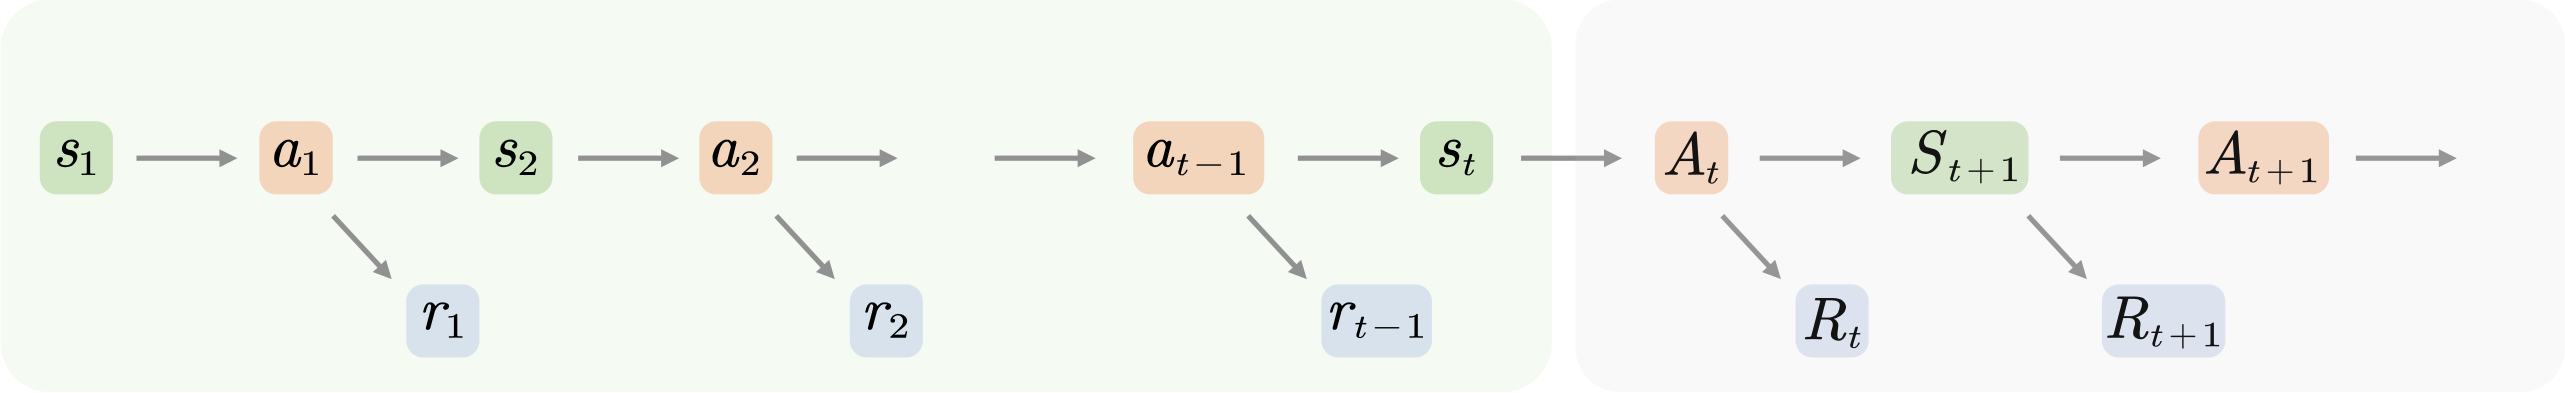 s₁ a₁ s₂ a₂ aₜ₋₁ sₜ Aₜ Sₜ₊₁ Aₜ₊₁
r₁ r₂ rₜ₋₁ Rₜ Rₜ₊₁